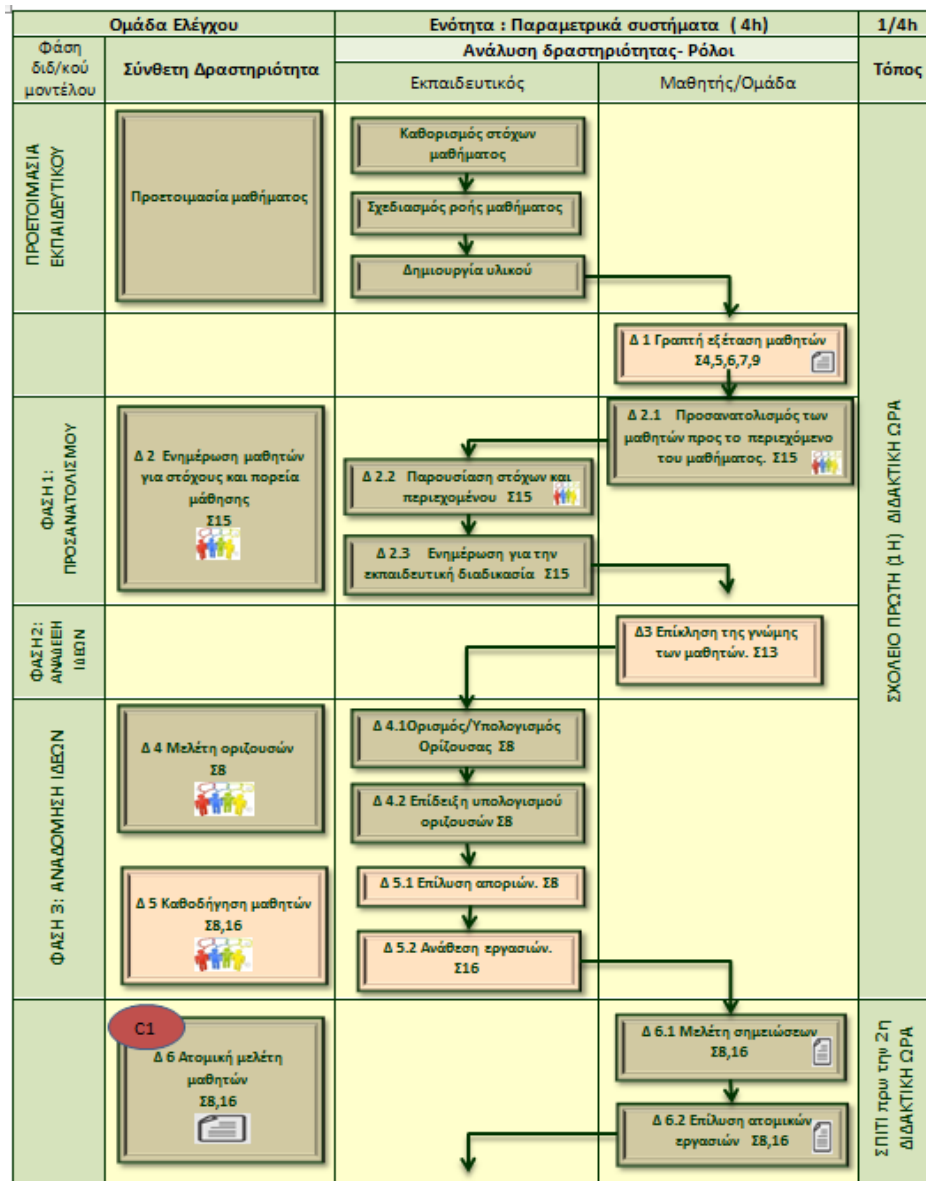 Ομάδα Ελέγχου
Ενότητα : Παραμετρικά συστήματα ( 4h)
1/4h
Φάση
διδ/κού
μοντέλου
Σύνθετη Δραστηριότητα
Ανάλυση δραστηριότητας- Ρόλοι
Εκπαιδευτικός
Μαθητής/Ομάδα
Τόπος
ΠΡΟΕΤΟΙΜΑΣΙΑ
ΕΚΠΑΙΔΕΥΤΙΚΟΥ
Προετοιμασία μαθήματος
Καθορισμός στόχων
μαθήματος
Σχεδιασμός ροής μαθήματος
Δημιουργία υλικού
Δ 1 Γραπτή εξέταση μαθητών
Σ4,5,6,7,9
ΣΧΟΛΕΙΟ ΠΡΩΤΗ (1Η) ΔΙΔΑΚΤΙΚΗ ΩΡΑ
ΦΑΣΗ 1:
ΠΡΟΣΑΝΑΤΟΛΙΣΜΟΥ
Δ 2 Ενημέρωση μαθητών
για στόχους και πορεία
μάθησης
Σ15
Δ 2.1 Προσανατολισμός των
μαθητών προς το περιεχόμενο
του μαθήματος. Σ15
Δ 2.2 Παρουσίαση στόχων και
περιεχομένου Σ15
Δ 2.3 Ενημέρωση για την
εκπαιδευτική διαδικασία Σ15
ΦΑΣΗ 2:
ΑΝΑΔΕΙΞΗ
ΙΔΕΩΝ
Δ3 Επίκληση της γνώμης
των μαθητών. Σ13
ΦΑΣΗ 3: ΑΝΑΔΟΜΗΣΗ ΙΔΕΩΝ
Δ 4 Μελέτη οριζουσών
Σ8
Δ 4.1Ορισμός/Υπολογισμός
Ορίζουσας Σ8
Δ 4.2 Επίδειξη υπολογισμού
οριζουσών Σ8
Δ 5 Καθοδήγηση μαθητών
Σ8,16
Δ 5.1 Επίλυση αποριών. Σ8
Δ 5.2 Ανάθεση εργασιών.
Σ16
C1
Δ 6 Ατομική μελέτη
μαθητών
Σ8,16
Δ 6.1 Μελέτη σημειώσεων
Σ8,16
Δ 6.2 Επίλυση ατομικών
εργασιών Σ8,16
ΣΠΙΤΙ πρω την 2η
ΔΙΔΑΚΤΙΚΗ ΩΡΑ